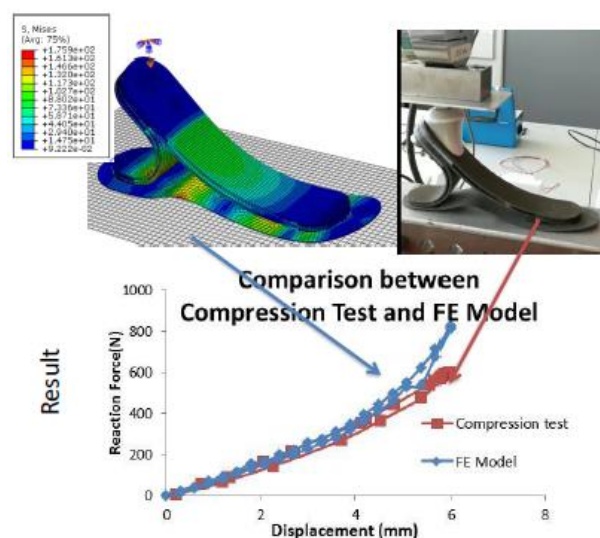 S, Mises
(Avg: 75%)
+1.759e+02
+1.613e+02
+1.466e+02
+1.320e+02
+1.173e+02
+1.027e+02
+8.802e+01
+7.336e+01
+5.871e+01
+4.405e+01
+2.940e+01
+1.475e+01
+9.222e-02
Comparison between
Compression Test and FE Model
Result
Reaction Force(N)
1000
800
600
400
200
0
Compression test
FE Model
0 2 4 6 8
Displacement (mm)